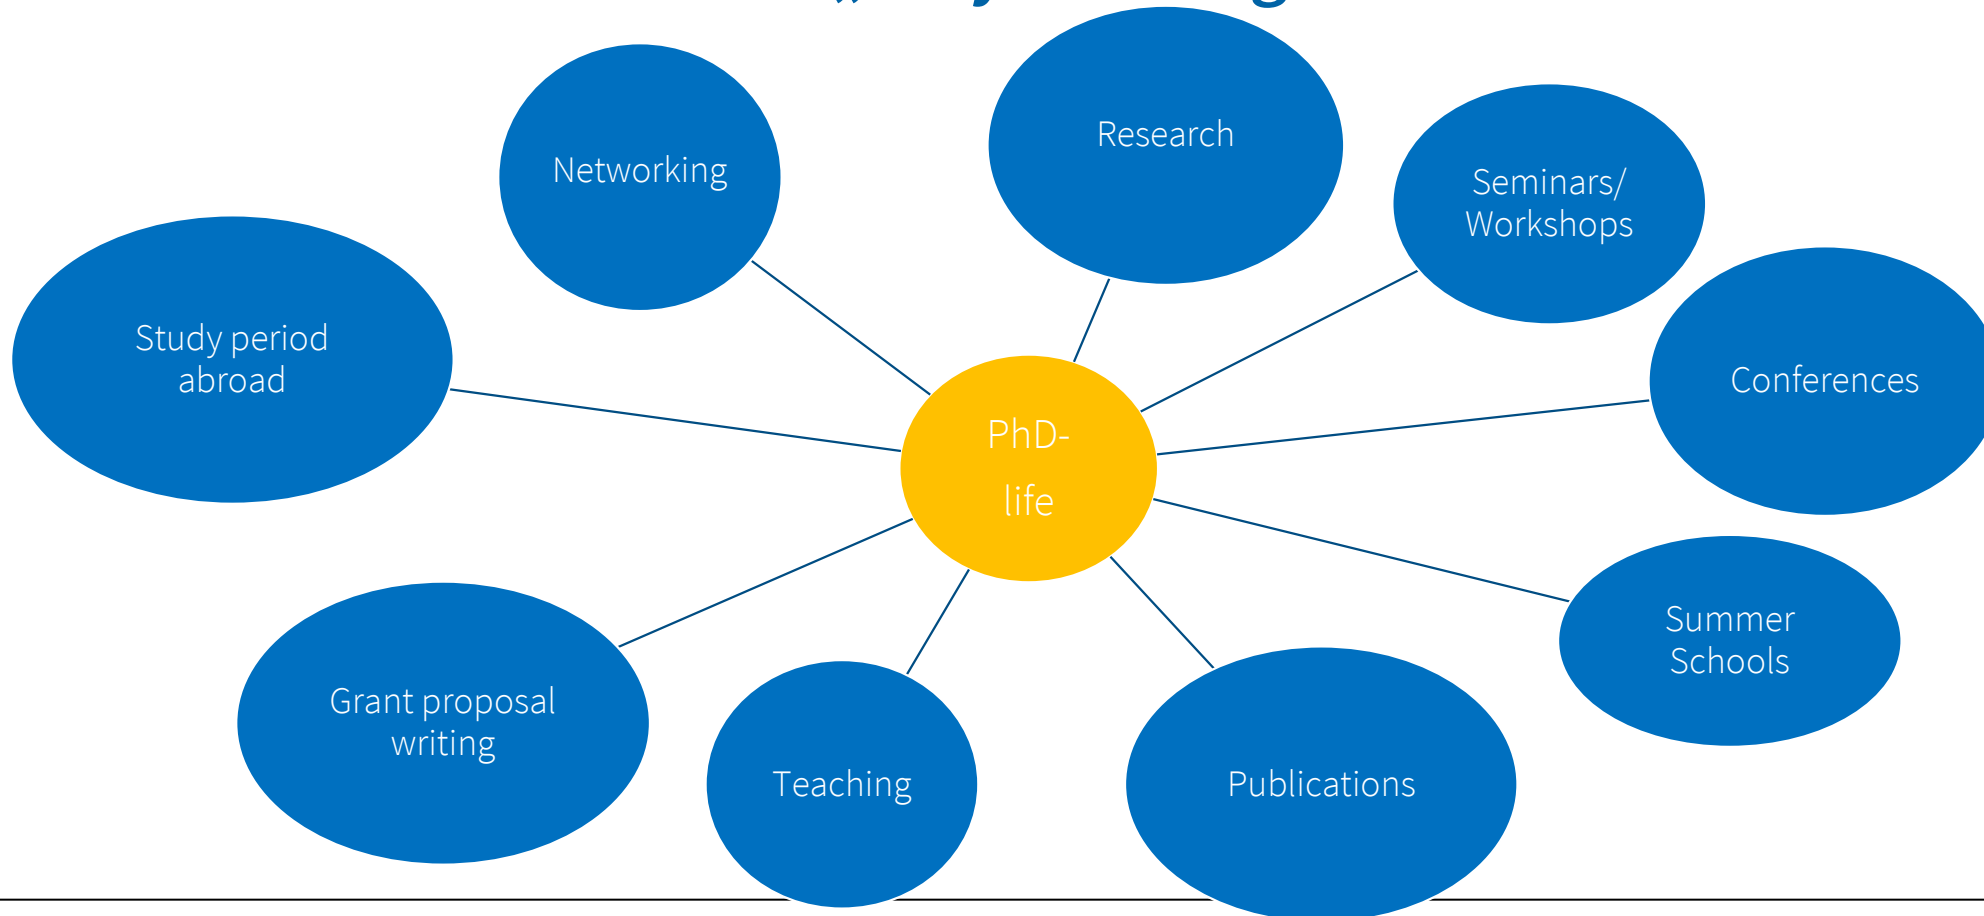 Research
Networking
Seminars/
Workshops
Study period
abroad
Conferences
PhD-
life
Summer
Schools
Grant proposal
writing
Teaching
Publications